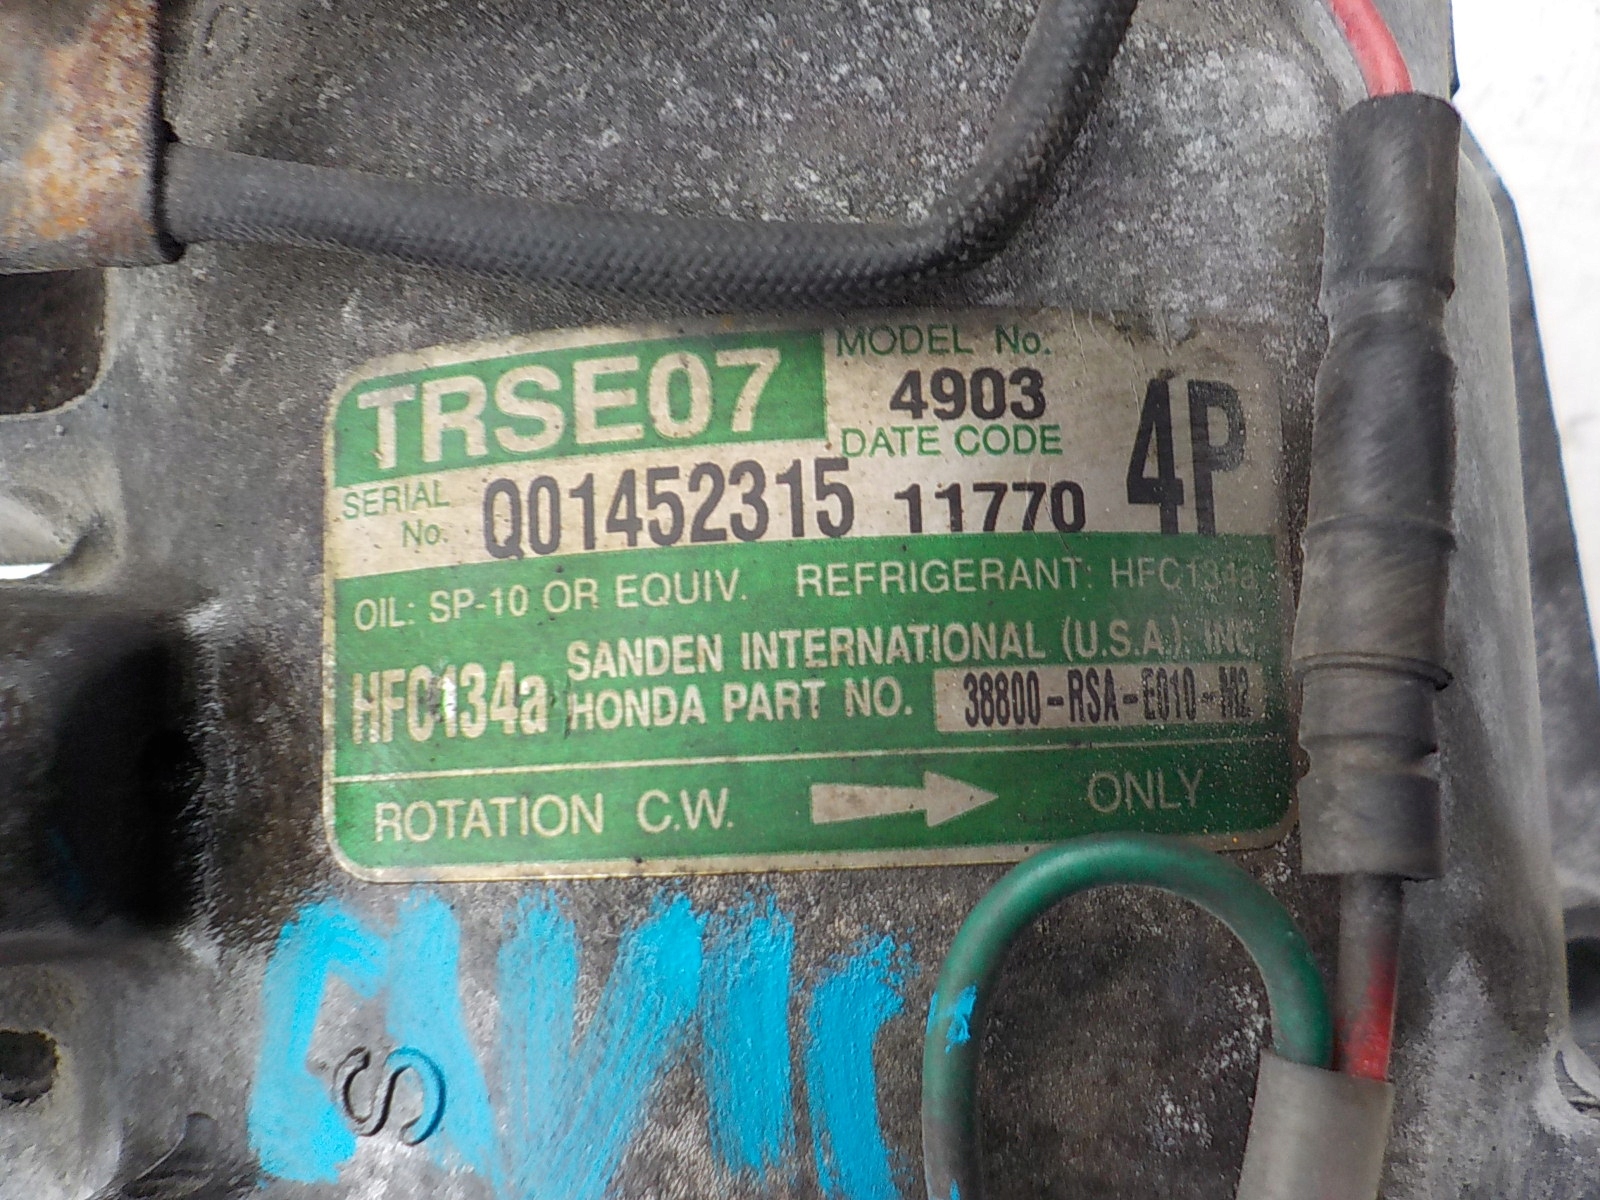 TRSE07
MODEL No.
4903
DATE CODE
4P
SERIAL No. Q01452315 11770
OIL: SP-10 OR EQUIV. REFRIGERANT: HFC134a
HFC134a
SANDEN INTERNATIONAL (U.S.A.), INC
HONDA PART NO. 38800-RSA-E010-M2
ROTATION C.W. ONLY
CIVIC
S